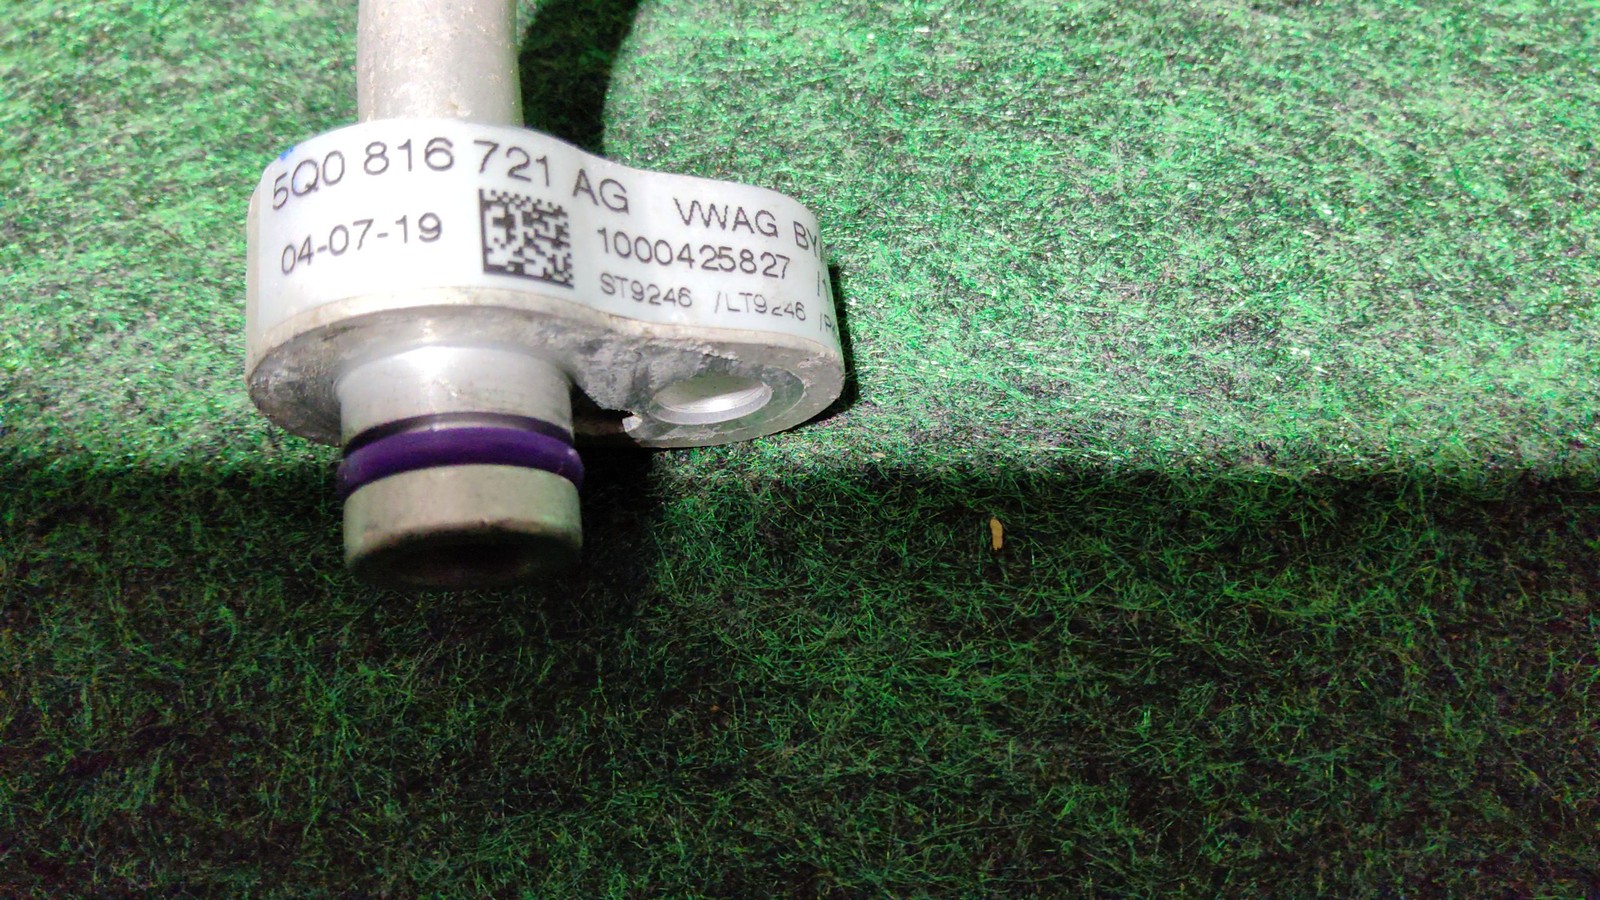 5Q0 816 721 AG VWAG
04-07-19
1000425827
ST9246 /LT9246